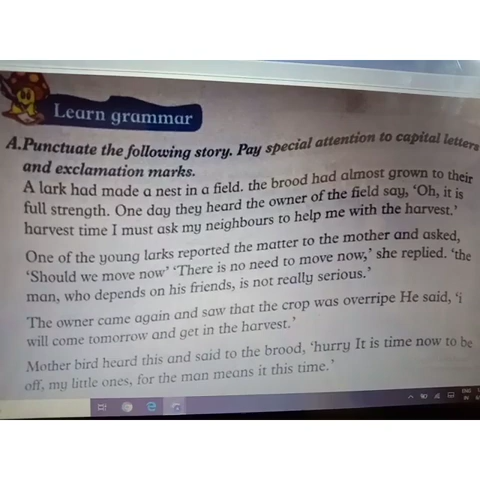 Learn grammar
A.Punctuate the following story. Pay special attention to capital letters
and exclamation marks.
A lark had made a nest in a field. the brood had almost grown to their
full strength. One day they heard the owner of the field say, ‘Oh, it is
harvest time I must ask my neighbours to help me with the harvest.’
One of the young larks reported the matter to the mother and asked,
‘Should we move now’ ‘There is no need to move now,’ she replied. ‘the
man, who depends on his friends, is not really serious.’
The owner came again and saw that the crop was overripe He said, ‘i
will come tomorrow and get in the harvest.’
Mother bird heard this and said to the brood, ‘hurry It is time now to be
off, my little ones, for the man means it this time.’
ENG
IN